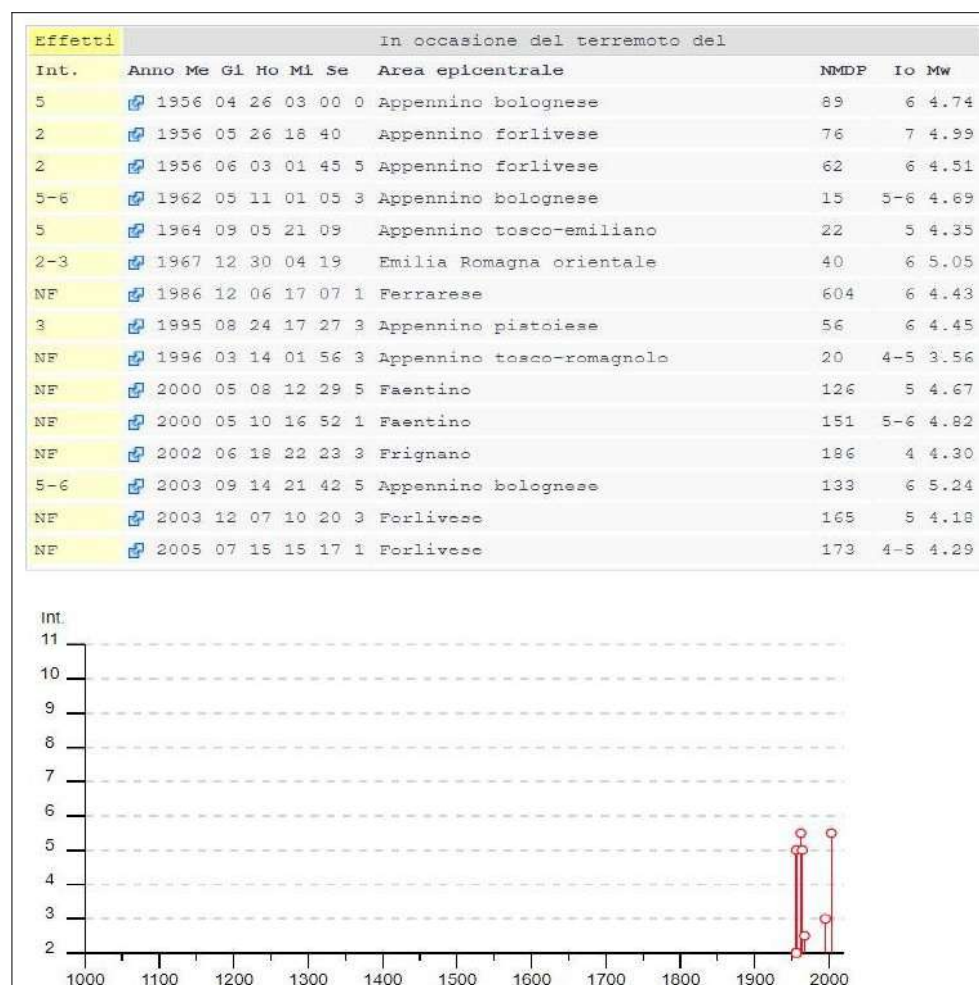 Effetti In occasione del terremoto del
Int. Anno Me Gi Ho Mi Se Area epicentrale NMDP Io Mw
5 1956 04 26 03 00 0 Appennino bolognese 89 6 4.74
2 1956 05 26 18 40 Appennino forlivese 76 7 4.99
2 1956 06 03 01 45 5 Appennino forlivese 62 6 4.51
5-6 1962 05 11 01 05 3 Appennino bolognese 15 5-6 4.69
5 1964 09 05 21 09 Appennino tosco-emiliano 22 5 4.35
2-3 1967 12 30 04 19 Emilia Romagna orientale 40 6 5.05
NF 1986 12 06 17 07 1 Ferrarese 604 6 4.43
3 1995 08 24 17 27 3 Appennino pistoiese 56 6 4.45
NF 1996 03 14 01 56 3 Appennino tosco-romagnolo 20 4-5 3.56
NF 2000 05 08 12 29 5 Faentino 126 5 4.67
NF 2000 05 10 16 52 1 Faentino 151 5-6 4.82
NF 2002 06 18 22 23 3 Frignano 186 4 4.30
5-6 2003 09 14 21 42 5 Appennino bolognese 133 6 5.24
NF 2003 12 07 10 20 3 Forlivese 165 5 4.18
NF 2005 07 15 15 17 1 Forlivese 173 4-5 4.29
Int.
11
10
9
8
7
6
5
4
3
2
1000 1100 1200 1300 1400 1500 1600 1700 1800 1900 2000